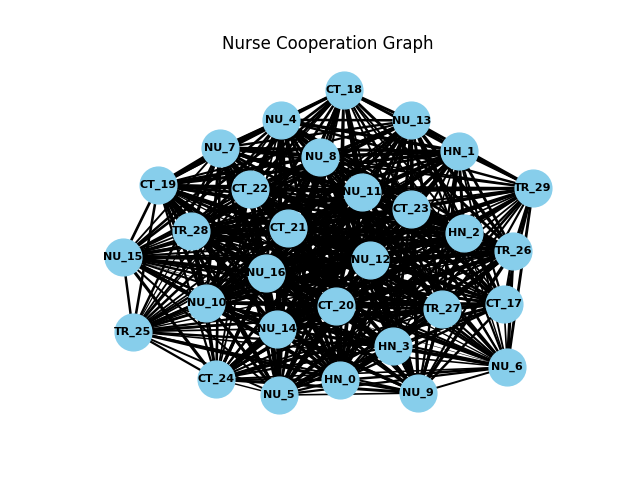 Nurse Cooperation Graph
CT_18
NU_4
NU_13
NU_7
HN_1
NU_8
CT_19
CT_22
NU_11
TR_29
CT_23
TR_28
CT_21
HN_2
TR_26
NU_15
NU_12
NU_16
NU_10
CT_20
TR_27
CT_17
TR_25
NU_14
HN_3
NU_6
CT_24
HN_0
NU_5
NU_9